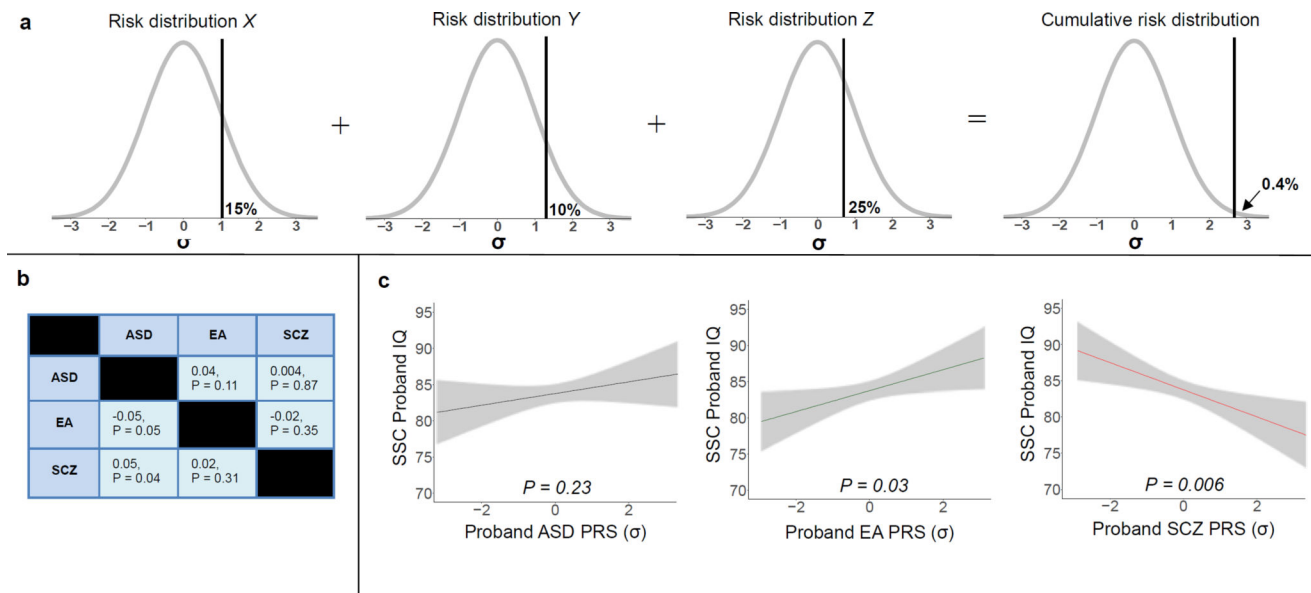 a
Risk distribution X
Risk distribution Y
Risk distribution Z
Cumulative risk distribution
+
+
=
15%
10%
25%
0.4%
−3 −2 −1 0 1 2 3
−3 −2 −1 0 1 2 3
−3 −2 −1 0 1 2 3
−3 −2 −1 0 1 2 3
σ
σ
σ
σ
b
ASD EA SCZ
ASD
0.04,
P = 0.11
0.004,
P = 0.87
EA
-0.05,
P = 0.05
-0.02,
P = 0.35
SCZ
0.05,
P = 0.04
0.02,
P = 0.31
c
SSC Proband IQ
95
90
85
80
75
70
P = 0.23
−2 0 2
Proband ASD PRS (σ)
SSC Proband IQ
95
90
85
80
75
70
P = 0.03
−2 0 2
Proband EA PRS (σ)
SSC Proband IQ
95
90
85
80
75
70
P = 0.006
−2 0 2
Proband SCZ PRS (σ)